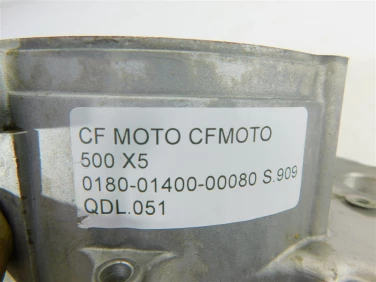 CF MOTO CFMOTO
500 X5
0180-01400-00080 S.909
QDL.051